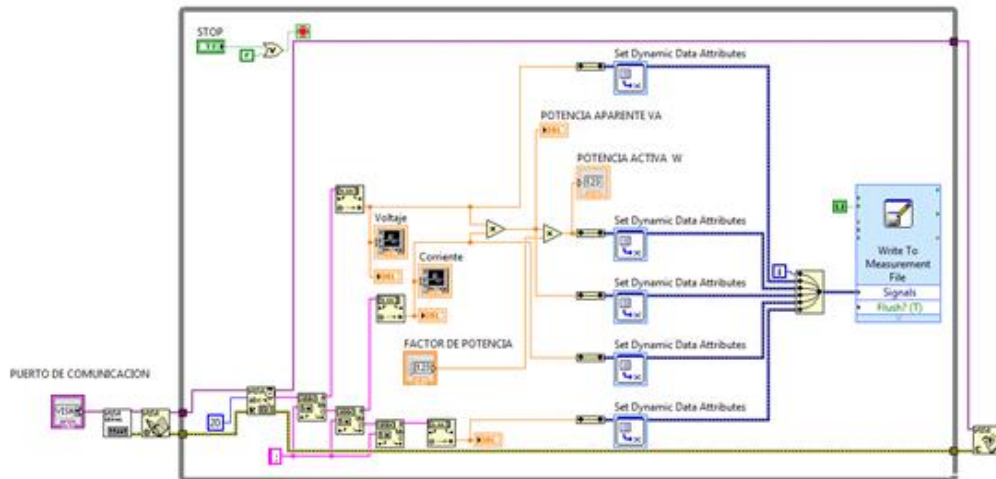 STOP
Set Dynamic Data Attributes
POTENCIA APARENTE VA
POTENCIA ACTIVA W
Voltaje
Set Dynamic Data Attributes
Corriente
Write To
Measurement
File
Signals
Flush? (T)
Set Dynamic Data Attributes
FACTOR DE POTENCIA
Set Dynamic Data Attributes
PUERTO DE COMUNICACION
20
Set Dynamic Data Attributes